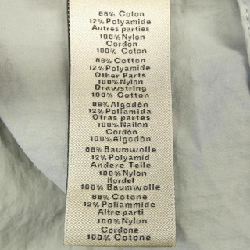 88% Coton
12% Polyamide
Autres parties
100% Nylon
Cordon
100% Coton
88% Cotton
12% Polyamide
Other Parts
100% Nylon
Drawstring
100% Cotton
88% Algodón
12% Poliamida
Otras partes
100% Nylon
Cordón
100% Algodón
88% Baumwolle
12% Polyamid
Andere Teile
100% Nylon
Kordel
100% Baumwolle
88% Cotone
12% Poliammide
Altre parti
100% Nylon
Cordone
100% Cotone